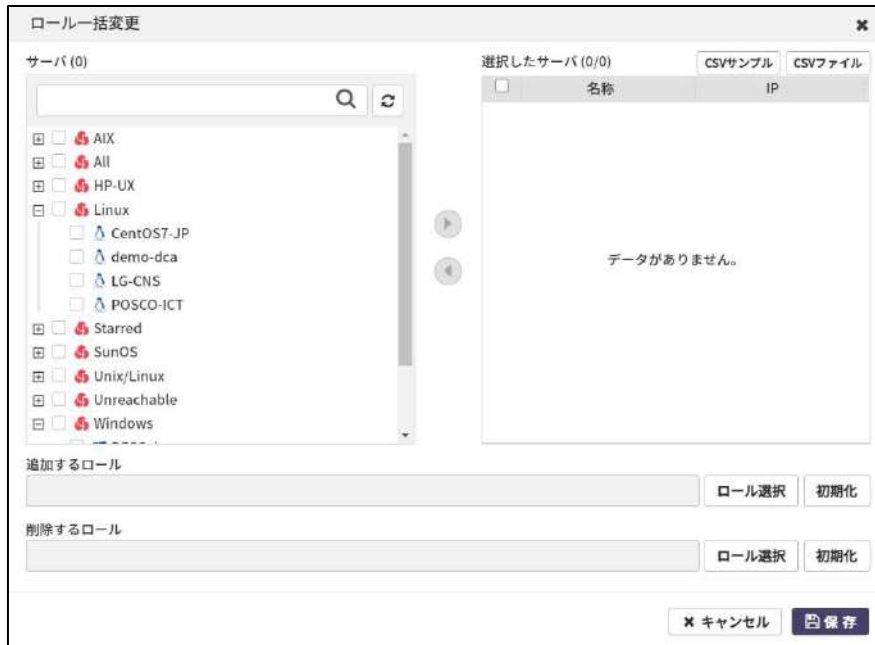 ロール一括変更
サーバ (0)
選択したサーバ (0/0)
CSVサンプル
CSVファイル
名称
IP
AIX
All
HP-UX
Linux
CentOS7-JP
demo-dca
LG-CNS
POSCO-ICT
Starred
SunOS
Unix/Linux
Unreachable
Windows
データがありません。
追加するロール
ロール選択
初期化
削除するロール
ロール選択
初期化
キャンセル
保存